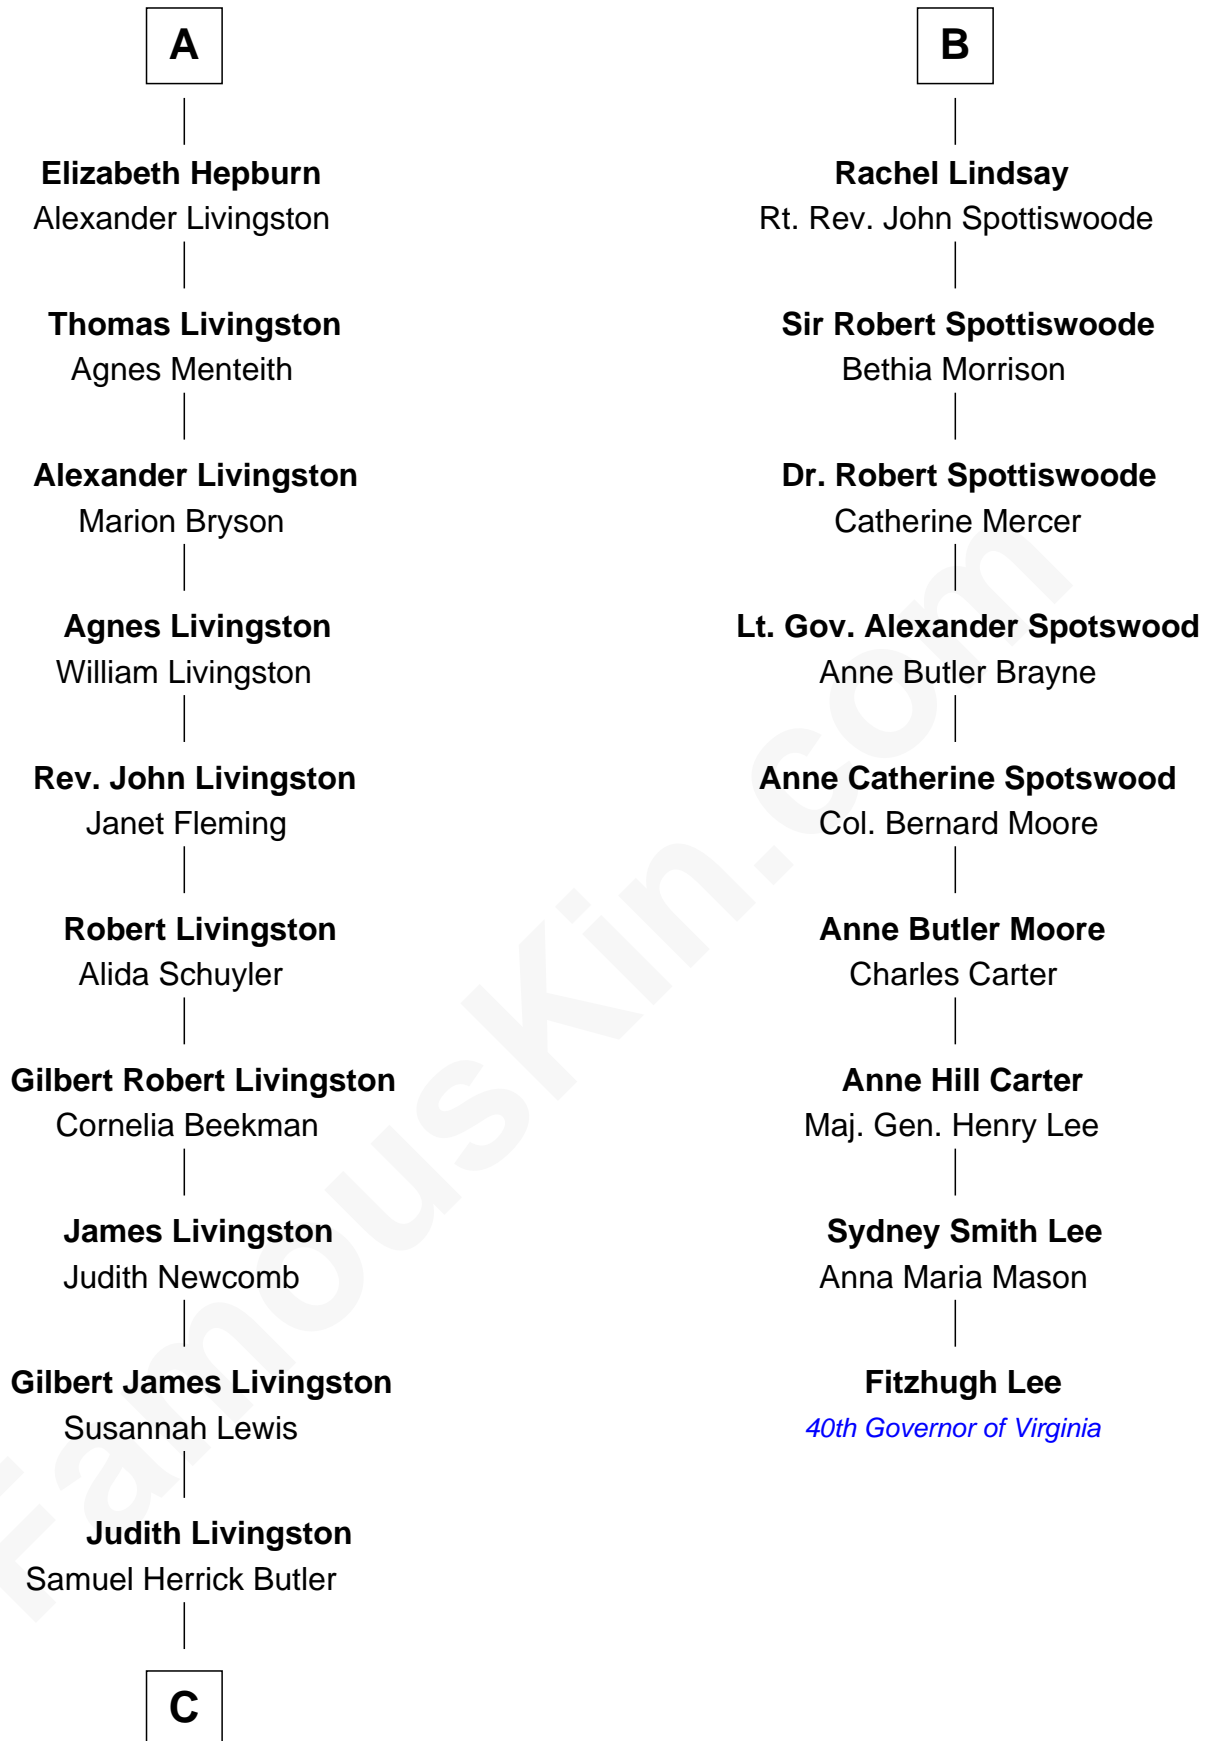 A
Elizabeth Hepburn
Alexander Livingston
Thomas Livingston
Agnes Menteith
Alexander Livingston
Marion Bryson
Agnes Livingston
William Livingston
Rev. John Livingston
Janet Fleming
Robert Livingston
Alida Schuyler
Gilbert Robert Livingston
Cornelia Beekman
James Livingston
Judith Newcomb
Gilbert James Livingston
Susannah Lewis
Judith Livingston
Samuel Herrick Butler
C
B
Rachel Lindsay
Rt. Rev. John Spottiswoode
Sir Robert Spottiswoode
Bethia Morrison
Dr. Robert Spottiswoode
Catherine Mercer
Lt. Gov. Alexander Spotswood
Anne Butler Brayne
Anne Catherine Spotswood
Col. Bernard Moore
Anne Butler Moore
Charles Carter
Anne Hill Carter
Maj. Gen. Henry Lee
Sydney Smith Lee
Anna Maria Mason
Fitzhugh Lee
40th Governor of Virginia
FamousKin.com